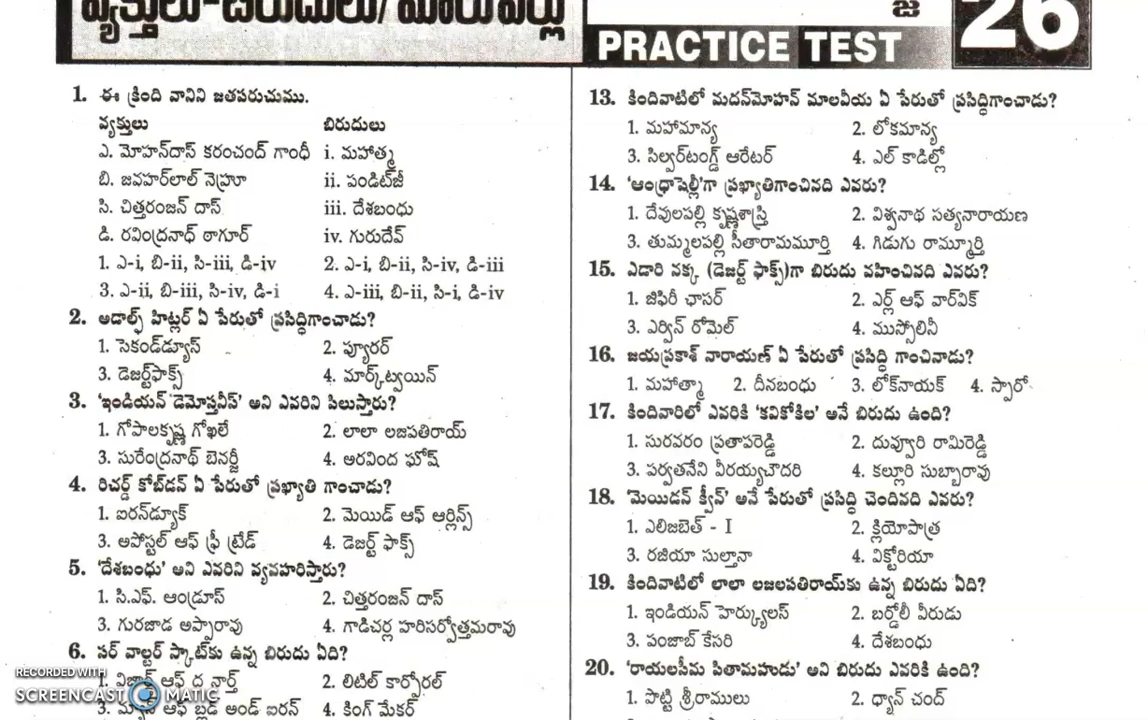 వ్యక్తులు-బిరుదులు/మారుపేర్లు
జి
PRACTICE TEST
26
1. ఈ క్రింది వానిని జతపరుచుము.
వ్యక్తులు బిరుదులు
ఎ. మోహన్‌దాస్ కరంచంద్ గాంధీ i. మహాత్మ
బి. జవహర్‌లాల్ నెహ్రూ ii. పండిట్‌జీ
సి. చిత్తరంజన్ దాస్ iii. దేశబంధు
డి. రవింద్రనాధ్ ఠాగూర్ iv. గురుదేవ్
1. ఎ-i, బి-ii, సి-iii, డి-iv 2. ఎ-i, బి-ii, సి-iv, డి-iii
3. ఎ-ii, బి-iii, సి-iv, డి-i 4. ఎ-iii, బి-ii, సి-i, డి-iv
2. అడాల్ఫ్ హిట్లర్ ఏ పేరుతో ప్రసిద్ధిగాంచాడు?
1. సెకండ్‌డ్యూస్ 2. ఫ్యూరర్
3. డెజర్ట్‌ఫాక్స్ 4. మార్క్‌ట్వయిన్
3. 'ఇండియన్ డెమోస్తనీస్' అని ఎవరిని పిలుస్తారు?
1. గోపాలకృష్ణ గోఖలే 2. లాలా లజపతిరాయ్
3. సురేంద్రనాథ్ బెనర్జీ 4. అరవింద ఘోష్
4. రిచర్డ్ కోబ్‌డన్ ఏ పేరుతో ప్రఖ్యాతి గాంచాడు?
1. ఐరన్‌డ్యూక్ 2. మెయిడ్ ఆఫ్ ఆర్లిన్స్
3. అపోస్టల్ ఆఫ్ ఫ్రీ ట్రేడ్ 4. డెజర్ట్ ఫాక్స్
5. 'దేశబంధు' అని ఎవరిని వ్యవహరిస్తారు?
1. సి.ఎఫ్. ఆండ్రూస్ 2. చిత్తరంజన్ దాస్
3. గురజాడ అప్పారావు 4. గాడిచర్ల హరిసర్వోత్తమరావు
6. సర్ వాల్టర్ స్కాట్‌కు ఉన్న బిరుదు ఏది?
1. విజార్డ్ ఆఫ్ ద నార్త్ 2. లిటిల్ కార్పోరల్
3. మ్యాన్ ఆఫ్ బ్లడ్ అండ్ ఐరన్ 4. కింగ్ మేకర్
13. కిందివాటిలో మదన్‌మోహన్ మాలవీయ ఏ పేరుతో ప్రసిద్ధిగాంచాడు?
1. మహామాన్య 2. లోకమాన్య
3. సిల్వర్‌టంగ్డ్ ఆరేటర్ 4. ఎల్ కాడిల్లో
14. 'ఆంధ్రాషెల్లీ'గా ప్రఖ్యాతిగాంచివది ఎవరు?
1. దేవులపల్లి కృష్ణశాస్త్రి 2. విశ్వనాథ సత్యనారాయణ
3. తుమ్మలపల్లి సీతారామమూర్తి 4. గిడుగు రామ్మూర్తి
15. ఎడారి నక్క (డెజర్ట్ ఫాక్స్)గా బిరుదు వహించివది ఎవరు?
1. జిఫిరీ ఛాసర్ 2. ఎర్ల్ ఆఫ్ వార్‌విక్
3. ఎర్విన్ రోమెల్ 4. ముస్సోలినీ
16. జయప్రకాశ్ నారాయణ్ ఏ పేరుతో ప్రసిద్ధి గాంచినాడు?
1. మహాత్మా 2. దీనబంధు 3. లోక్‌నాయక్ 4. స్పారో
17. కిందివారిలో ఎవరికి 'కవికోకిల' అనే బిరుదు ఉంది?
1. సురవరం ప్రతాపరెడ్డి 2. దువ్వూరి రామిరెడ్డి
3. పర్వతనేని వీరయ్యచౌదరి 4. కల్లూరి సుబ్బారావు
18. 'మెయిడన్ క్వీన్' అనే పేరుతో ప్రసిద్ధి చెందివది ఎవరు?
1. ఎలిజబెత్ - I 2. క్లియోపాత్ర
3. రజియా సుల్తానా 4. విక్టోరియా
19. కిందివాటిలో లాలా లజలపతిరాయ్‌కు ఉన్న బిరుదు ఏది?
1. ఇండియన్ హెర్క్యులస్ 2. బర్డోలీ వీరుడు
3. పంజాబ్ కేసరి 4. దేశబంధు
20. 'రాయలసీమ పితామహుడు' అని బిరుదు ఎవరికి ఉంది?
1. పొట్టి శ్రీరాములు 2. ధ్యాన్ చంద్
RECORDED WITH
SCREENCAST MATIC